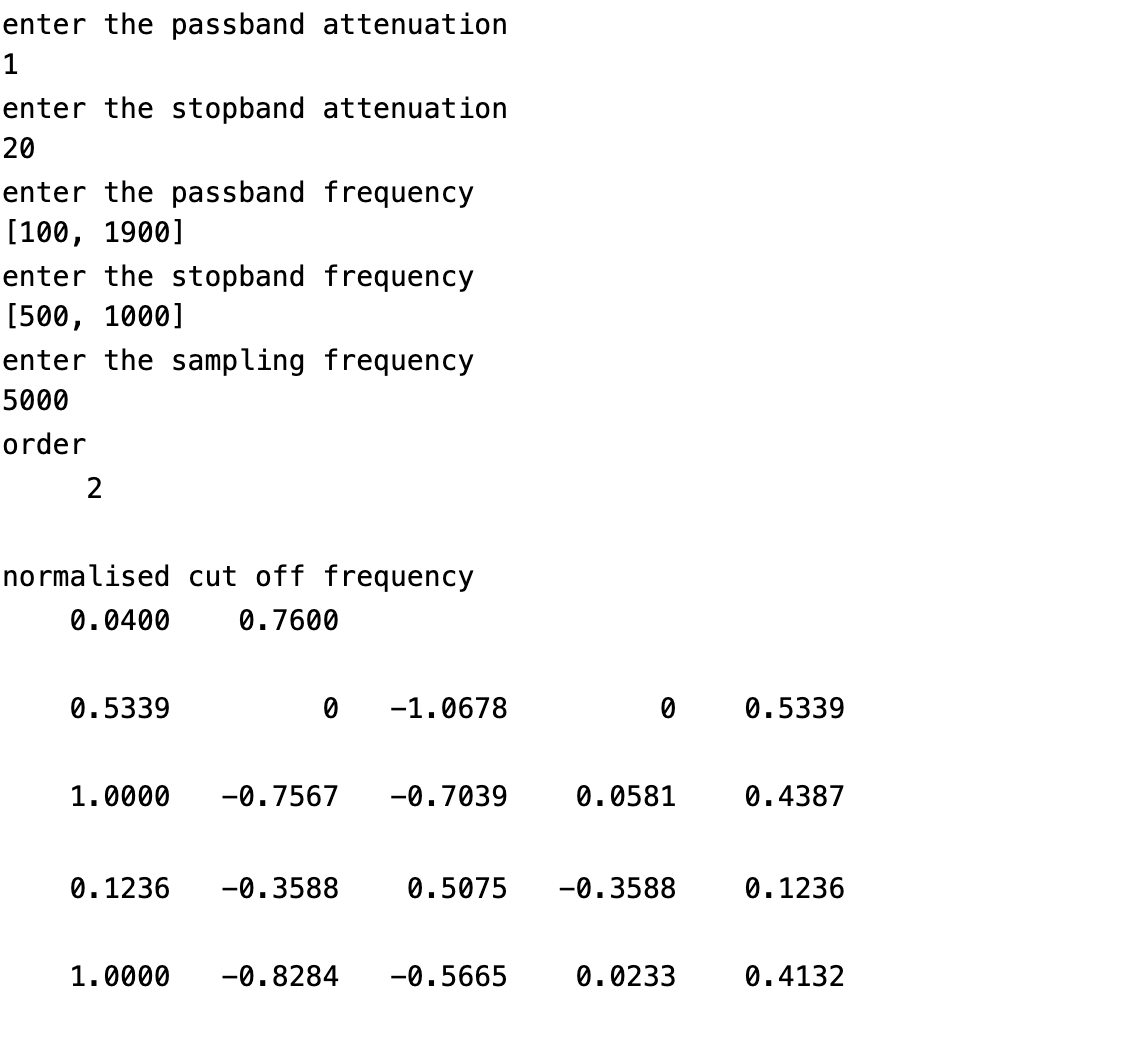 enter the passband attenuation
1
enter the stopband attenuation
20
enter the passband frequency
[100, 1900]
enter the stopband frequency
[500, 1000]
enter the sampling frequency
5000
order
2
normalised cut off frequency
0.0400 0.7600
0.5339 0 -1.0678 0 0.5339
1.0000 -0.7567 -0.7039 0.0581 0.4387
0.1236 -0.3588 0.5075 -0.3588 0.1236
1.0000 -0.8284 -0.5665 0.0233 0.4132